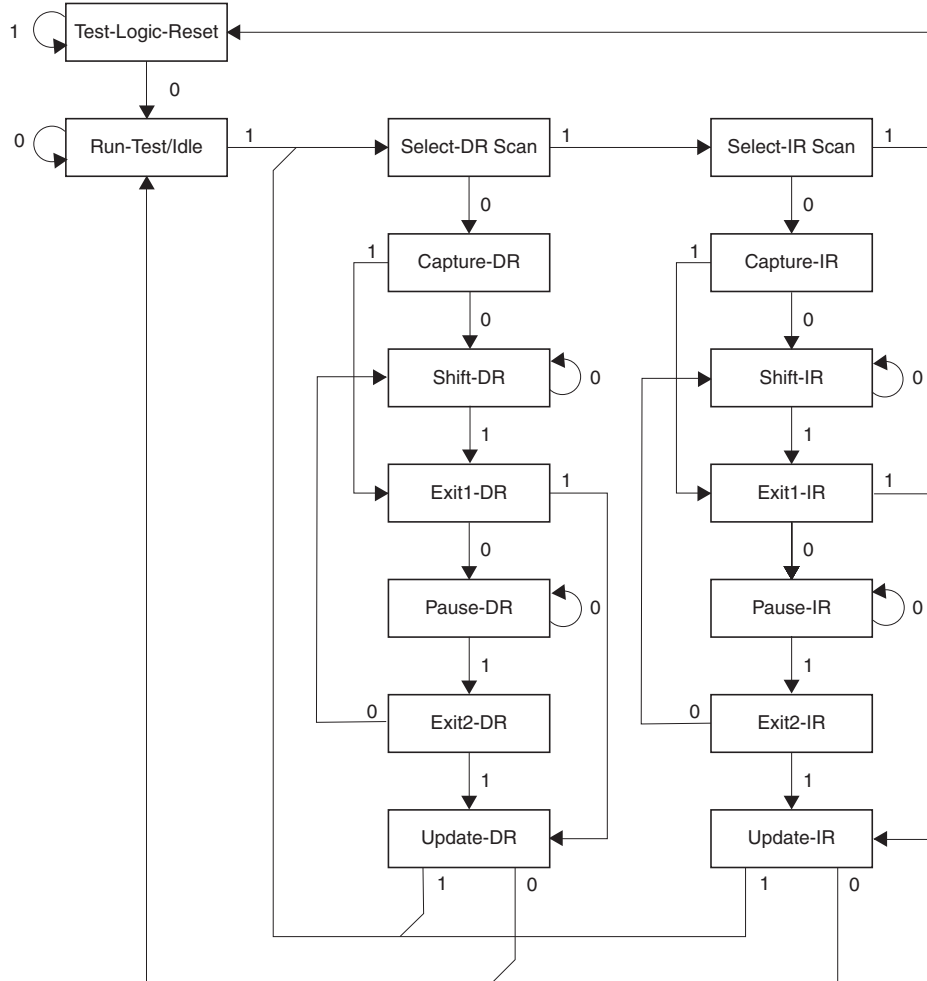 1 Test-Logic-Reset
0
0 Run-Test/Idle 1 Select-DR Scan 1 Select-IR Scan 1
0 0
1 Capture-DR 1 Capture-IR
0 0
Shift-DR 0 Shift-IR 0
1 1
Exit1-DR 1 Exit1-IR 1
0 0
Pause-DR 0 Pause-IR 0
1 1
0 Exit2-DR 0 Exit2-IR
1 1
Update-DR Update-IR
1 0 1 0